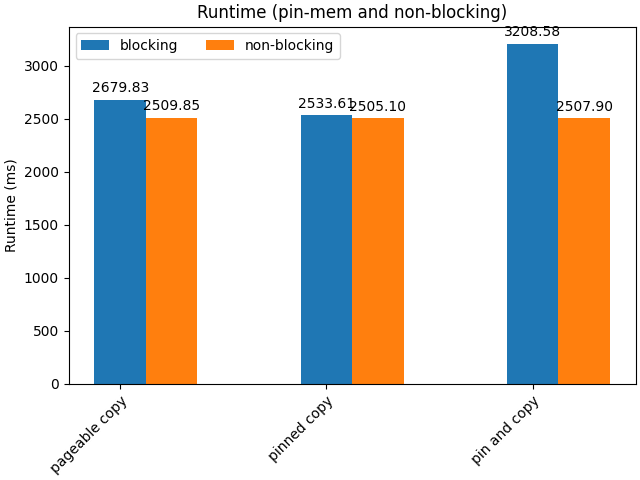 Runtime (pin-mem and non-blocking)
blocking
non-blocking
Runtime (ms)
3000
2500
2000
1500
1000
500
0
2679.83
2509.85
2533.61
2505.10
3208.58
2507.90
pageable copy
pinned copy
pin and copy